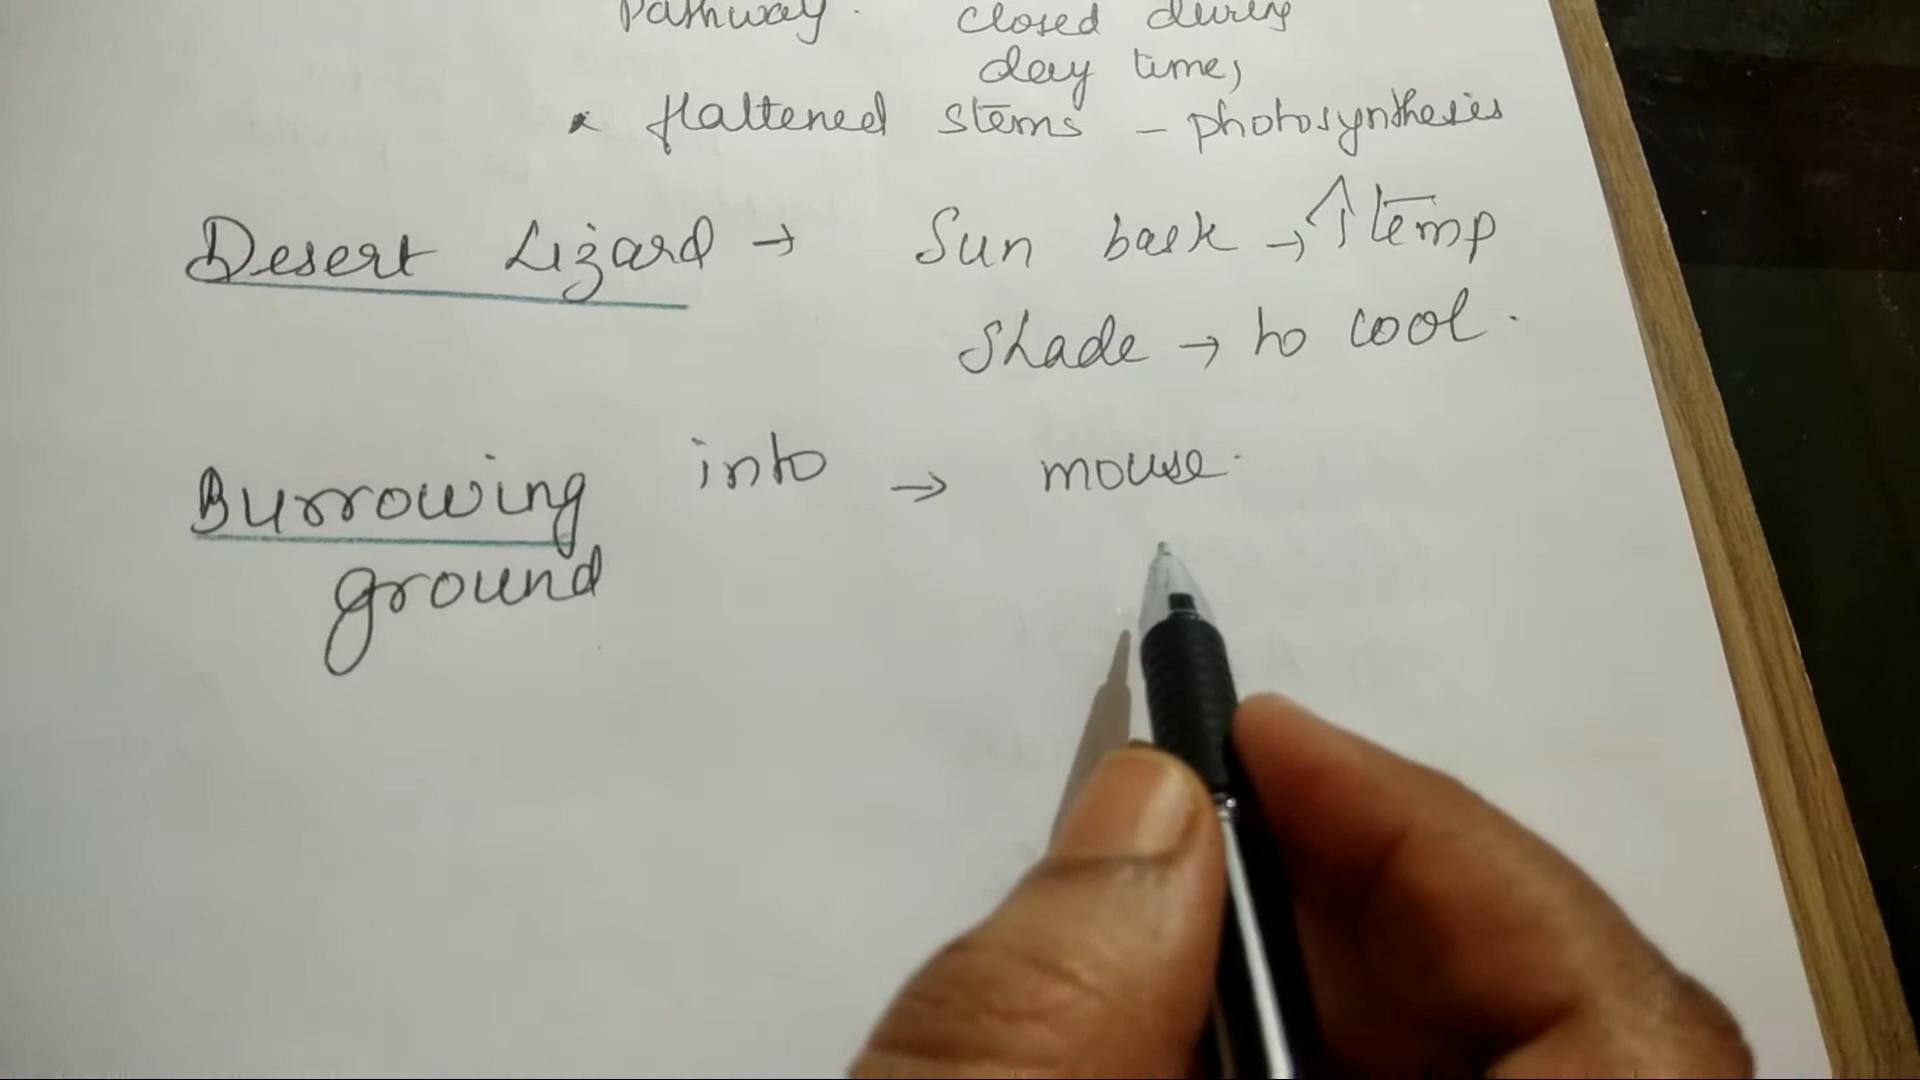 Pathway. closed during
day time,
x flattened stems - photosynthesis
Desert Lizard → Sun bask → ↑ temp
Shade → to cool.
Burrowing into → mouse.
ground